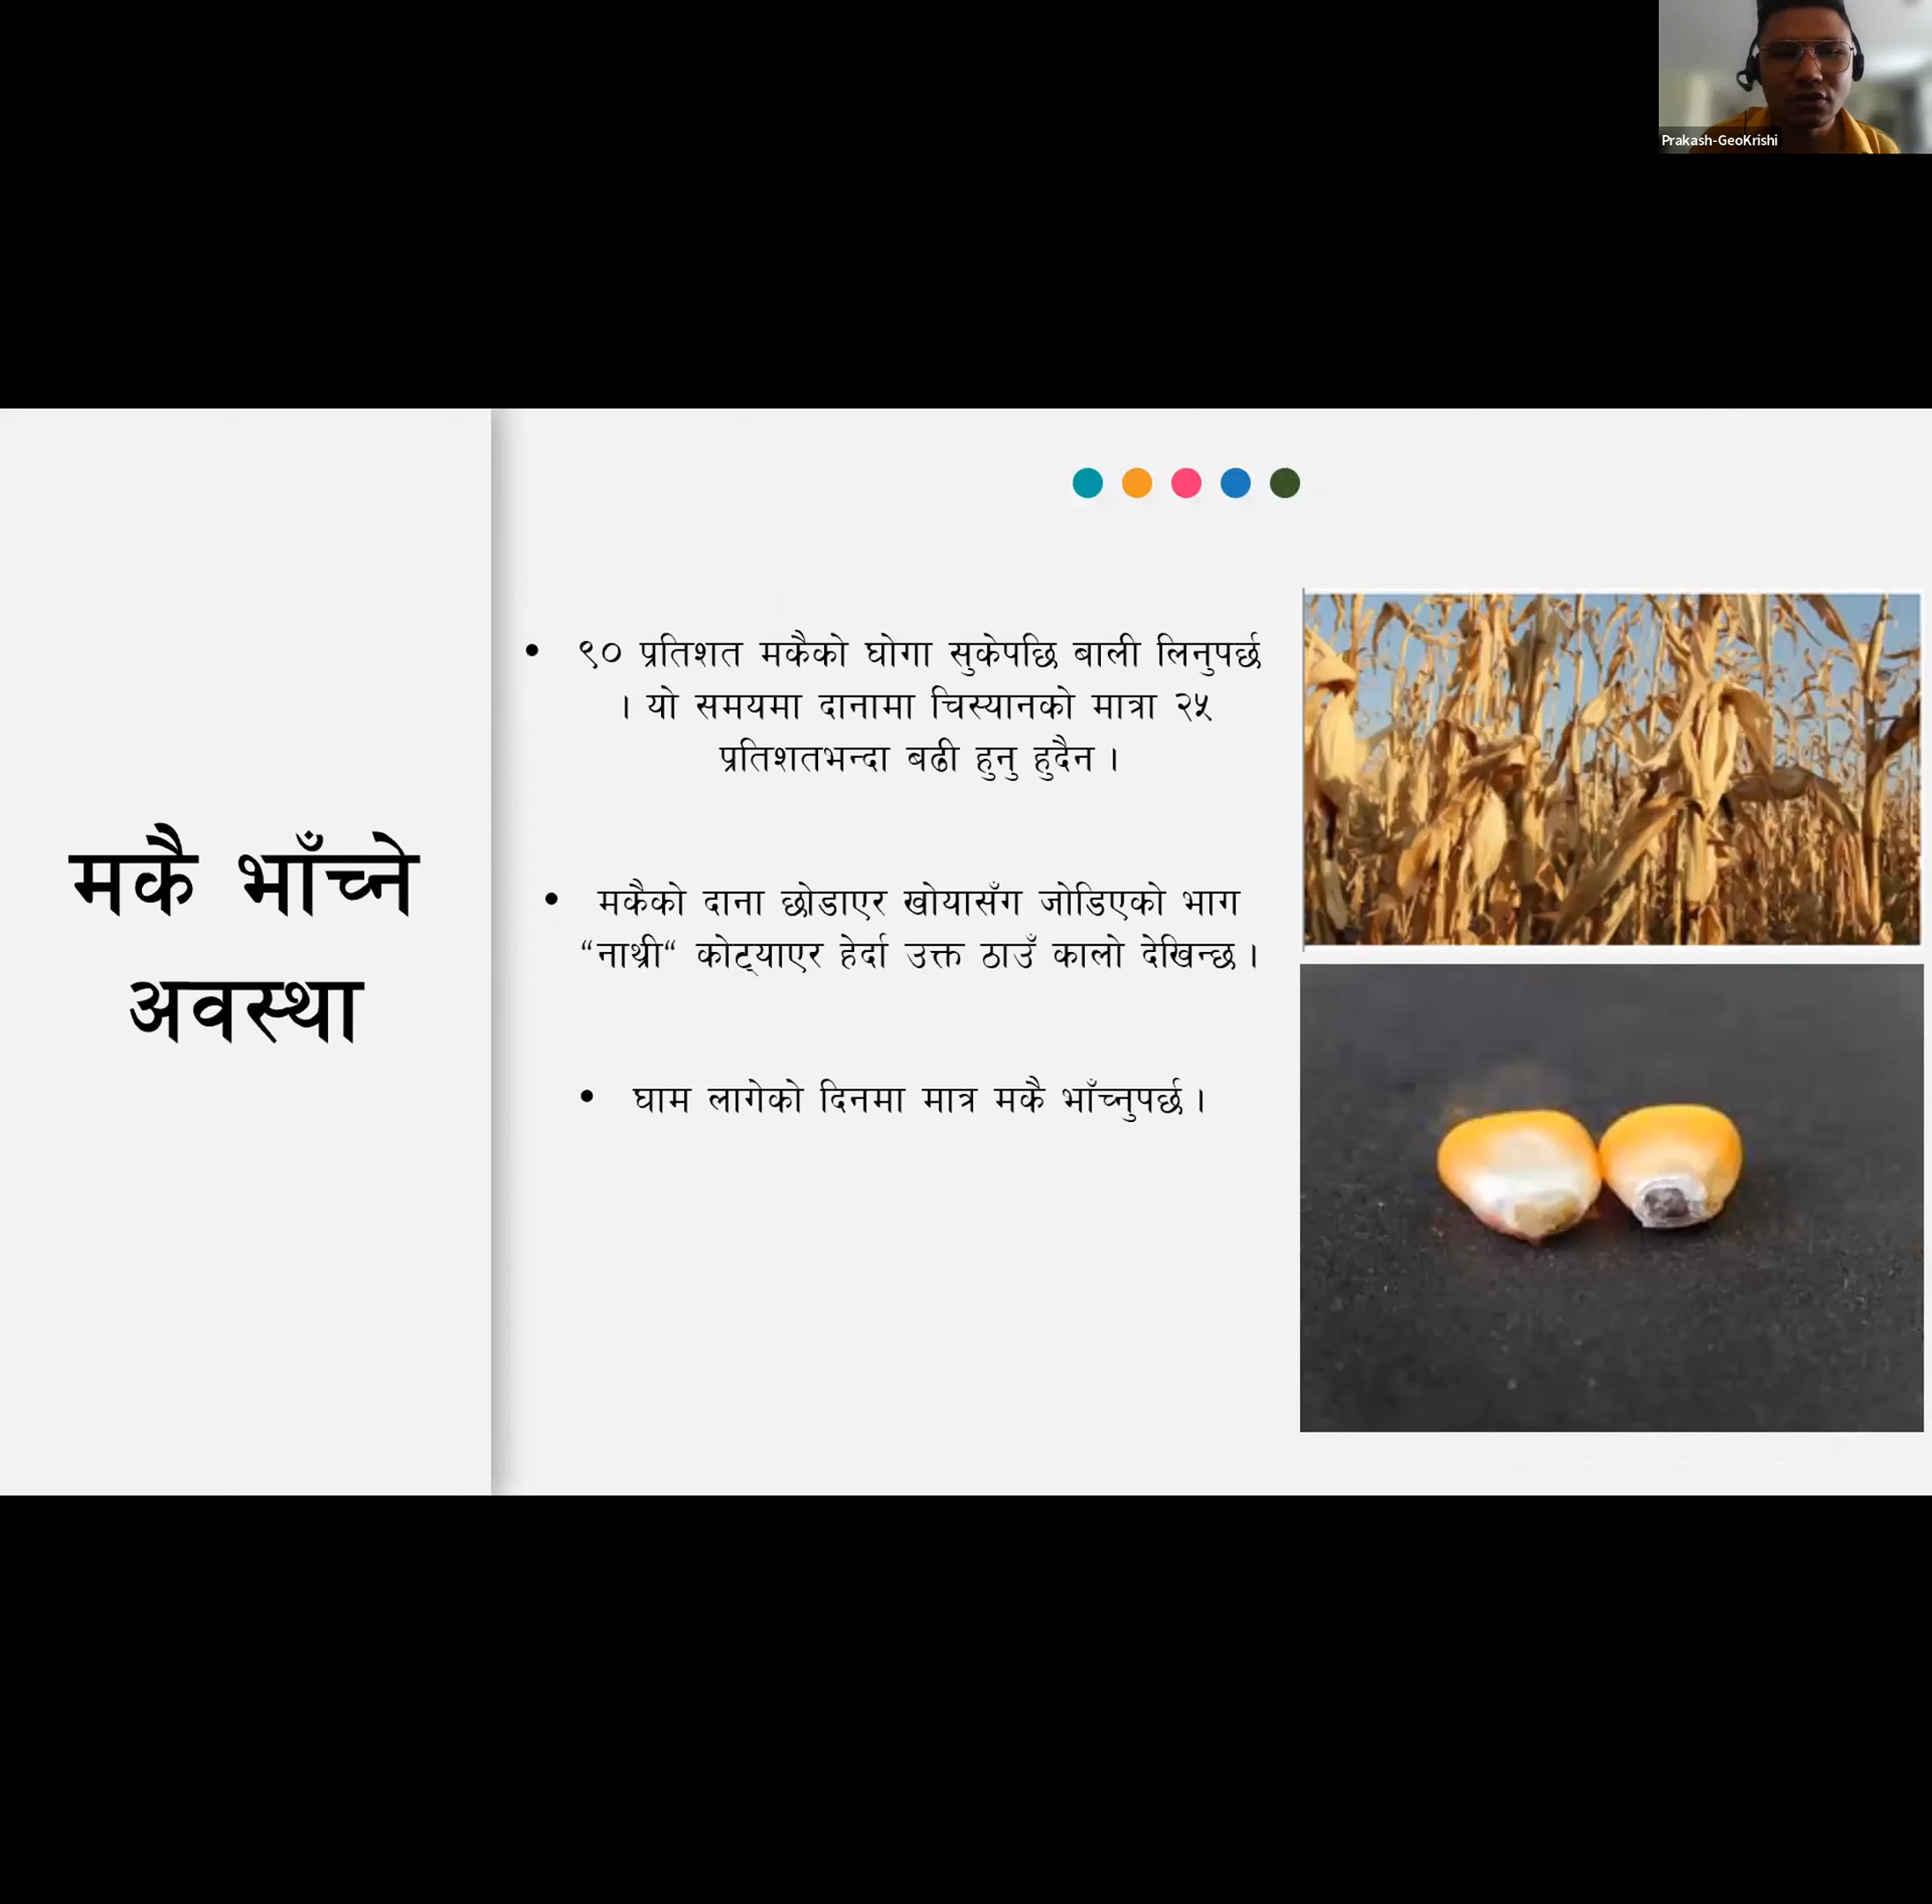 Prakash-GeoKrishi
मकै भाँच्ने
अवस्था
• ९० प्रतिशत मकैको घोगा सुकेपछि बाली लिनुपर्छ
। यो समयमा दानामा चिस्यानको मात्रा २५
प्रतिशतभन्दा बढी हुनु हुदैन ।
• मकैको दाना छोडाएर खोयासँग जोडिएको भाग
“नाथ्री“ कोट्याएर हेर्दा उक्त ठाउँ कालो देखिन्छ ।
• घाम लागेको दिनमा मात्र मकै भाँच्नुपर्छ ।